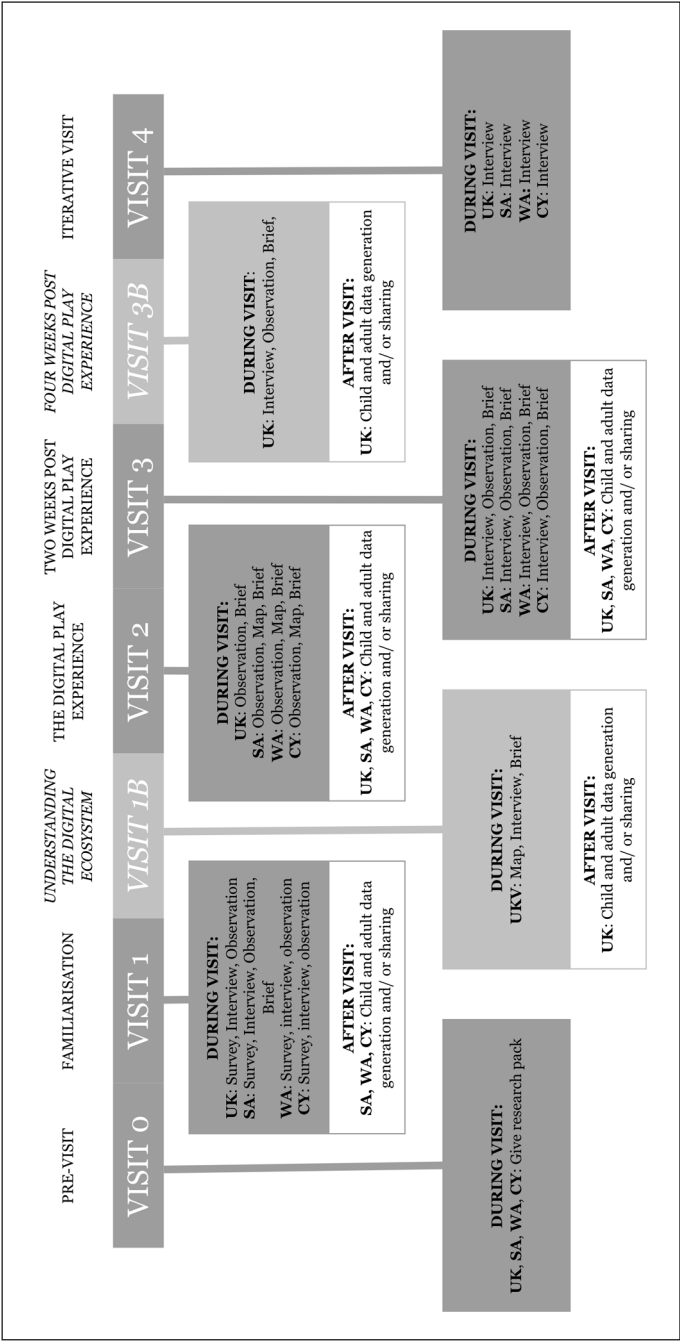 PRE-VISIT
VISIT 0
DURING VISIT:
UK, SA, WA, CY: Give research pack
FAMILIARISATION
VISIT 1
DURING VISIT:
UK: Survey, Interview, Observation
SA: Survey, Interview, Observation,
Brief
WA: Survey, interview, observation
CY: Survey, interview, observation
AFTER VISIT:
SA, WA, CY: Child and adult data
generation and/ or sharing
UNDERSTANDING
THE DIGITAL
ECOSYSTEM
VISIT 1B
DURING VISIT:
UKV: Map, Interview, Brief
AFTER VISIT:
UK: Child and adult data generation
and/ or sharing
THE DIGITAL PLAY
EXPERIENCE
VISIT 2
DURING VISIT:
UK: Observation, Brief
SA: Observation, Map, Brief
WA: Observation, Map, Brief
CY: Observation, Map, Brief
AFTER VISIT:
UK, SA, WA, CY: Child and adult data
generation and/ or sharing
TWO WEEKS POST
DIGITAL PLAY
EXPERIENCE
VISIT 3
DURING VISIT:
UK: Interview, Observation, Brief
SA: Interview, Observation, Brief
WA: Interview, Observation, Brief
CY: Interview, Observation, Brief
AFTER VISIT:
UK, SA, WA, CY: Child and adult data
generation and/ or sharing
FOUR WEEKS POST
DIGITAL PLAY
EXPERIENCE
VISIT 3B
DURING VISIT:
UK: Interview, Observation, Brief,
AFTER VISIT:
UK: Child and adult data generation
and/ or sharing
ITERATIVE VISIT
VISIT 4
DURING VISIT:
UK: Interview
SA: Interview
WA: Interview
CY: Interview